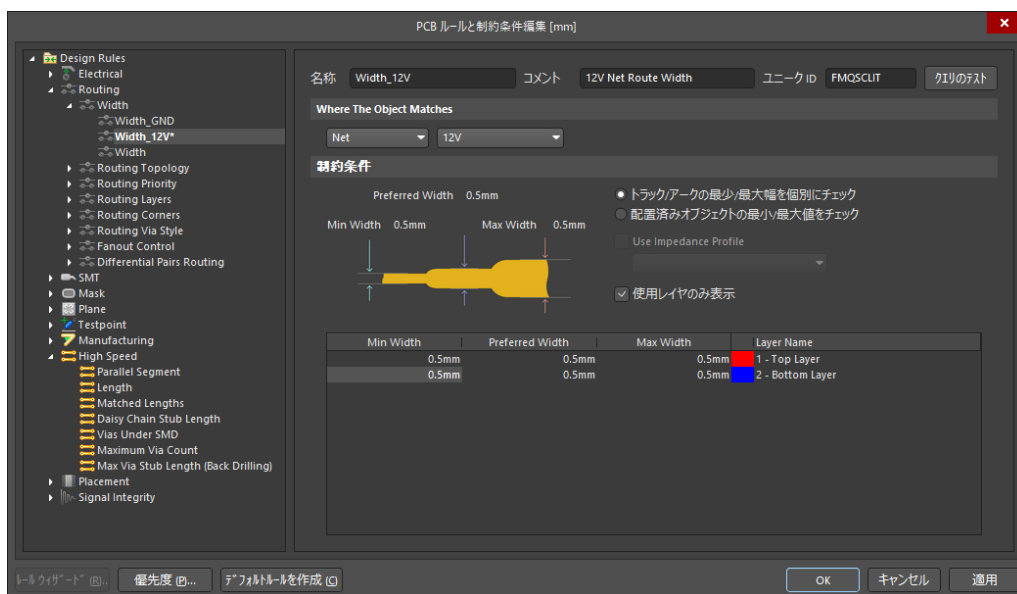 PCB ルールと制約条件編集 [mm]
Design Rules
Electrical
Routing
Width
Width_GND
Width_12V*
Width
Routing Topology
Routing Priority
Routing Layers
Routing Corners
Routing Via Style
Fanout Control
Differential Pairs Routing
SMT
Mask
Plane
Testpoint
Manufacturing
High Speed
Parallel Segment
Length
Matched Lengths
Daisy Chain Stub Length
Vias Under SMD
Maximum Via Count
Max Via Stub Length (Back Drilling)
Placement
Signal Integrity
名称 Width_12V コメント 12V Net Route Width ユニーク ID FMQSCLIT クエリのテスト
Where The Object Matches
Net 12V
制約条件
Preferred Width 0.5mm
Min Width 0.5mm Max Width 0.5mm
トラック/アークの最少/最大幅を個別にチェック
配置済みオブジェクトの最小/最大値をチェック
Use Impedance Profile
使用レイヤのみ表示
Min Width Preferred Width Max Width Layer Name
0.5mm 0.5mm 0.5mm 1 - Top Layer
0.5mm 0.5mm 0.5mm 2 - Bottom Layer
ルール ウィザード (R)... 優先度 (P)... デフォルトルールを作成 (C) OK キャンセル 適用